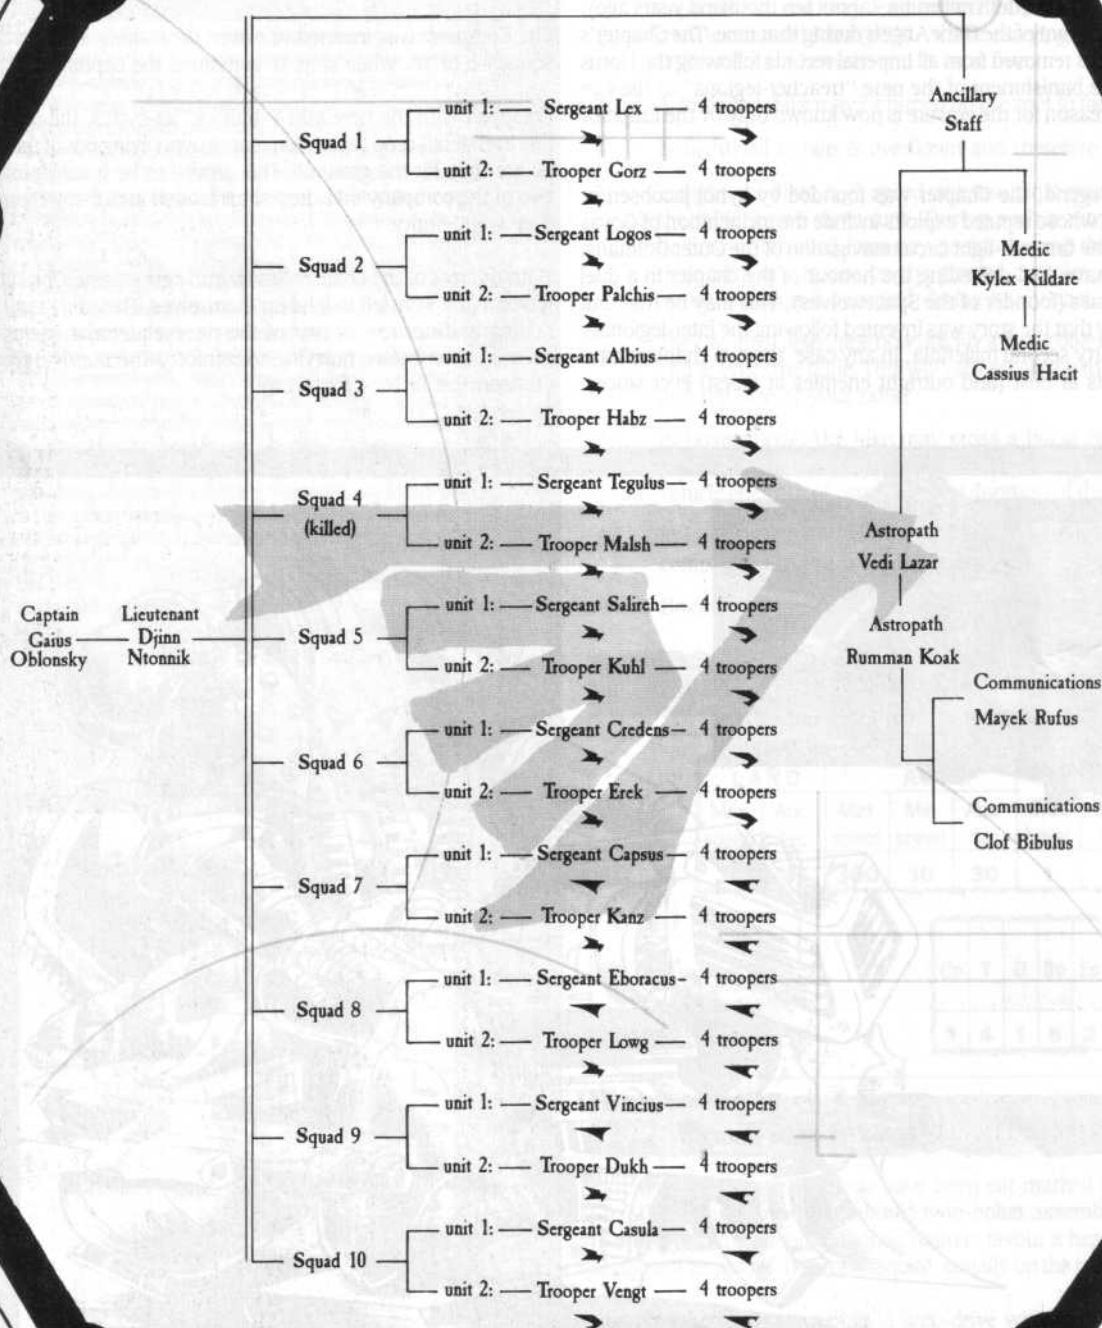 Ancillary
Staff
Medic
Kylex Kildare
Medic
Cassius Hacit
Astropath
Vedi Lazar
Astropath
Rumman Koak
Communications
Mayek Rufus
Communications
Clof Bibulus
Captain
Gaius
Oblonsky
Lieutenant
Djinn
Ntonnik
Squad 1
unit 1: Sergeant Lex 4 troopers
unit 2: Trooper Gorz 4 troopers
Squad 2
unit 1: Sergeant Logos 4 troopers
unit 2: Trooper Palchis 4 troopers
Squad 3
unit 1: Sergeant Albius 4 troopers
unit 2: Trooper Habz 4 troopers
Squad 4
(killed)
unit 1: Sergeant Tegulus 4 troopers
unit 2: Trooper Malsh 4 troopers
Squad 5
unit 1: Sergeant Salireh 4 troopers
unit 2: Trooper Kuhl 4 troopers
Squad 6
unit 1: Sergeant Credens 4 troopers
unit 2: Trooper Erek 4 troopers
Squad 7
unit 1: Sergeant Capsus 4 troopers
unit 2: Trooper Kanz 4 troopers
Squad 8
unit 1: Sergeant Eboracus 4 troopers
unit 2: Trooper Lowg 4 troopers
Squad 9
unit 1: Sergeant Vincius 4 troopers
unit 2: Trooper Dukh 4 troopers
Squad 10
unit 1: Sergeant Casula 4 troopers
unit 2: Trooper Vengt 4 troopers